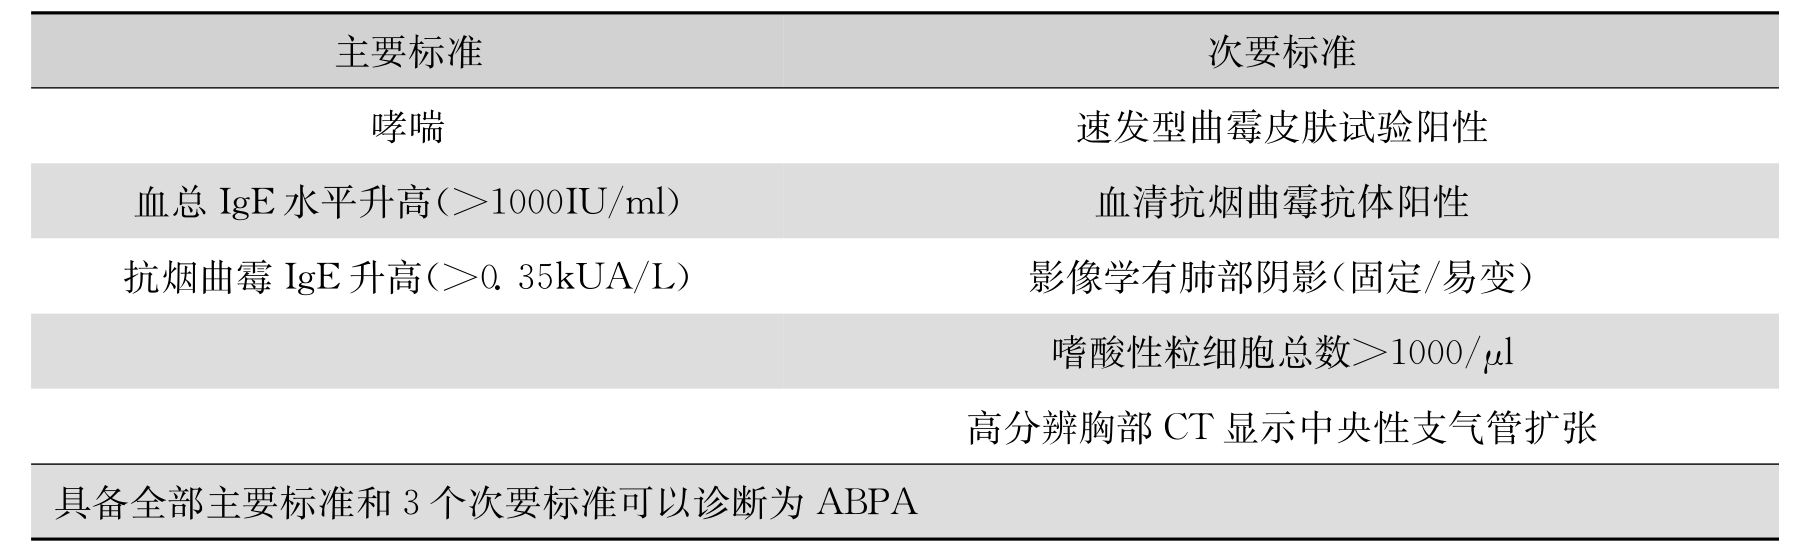 主要标准 次要标准
哮喘 速发型曲霉皮肤试验阳性
血总 IgE 水平升高(>1000IU/ml) 血清抗烟曲霉抗体阳性
抗烟曲霉 IgE 升高(>0. 35kUA/L) 影像学有肺部阴影(固定/易变)
嗜酸性粒细胞总数>1000/μl
高分辨胸部 CT 显示中央性支气管扩张
具备全部主要标准和 3 个次要标准可以诊断为 ABPA